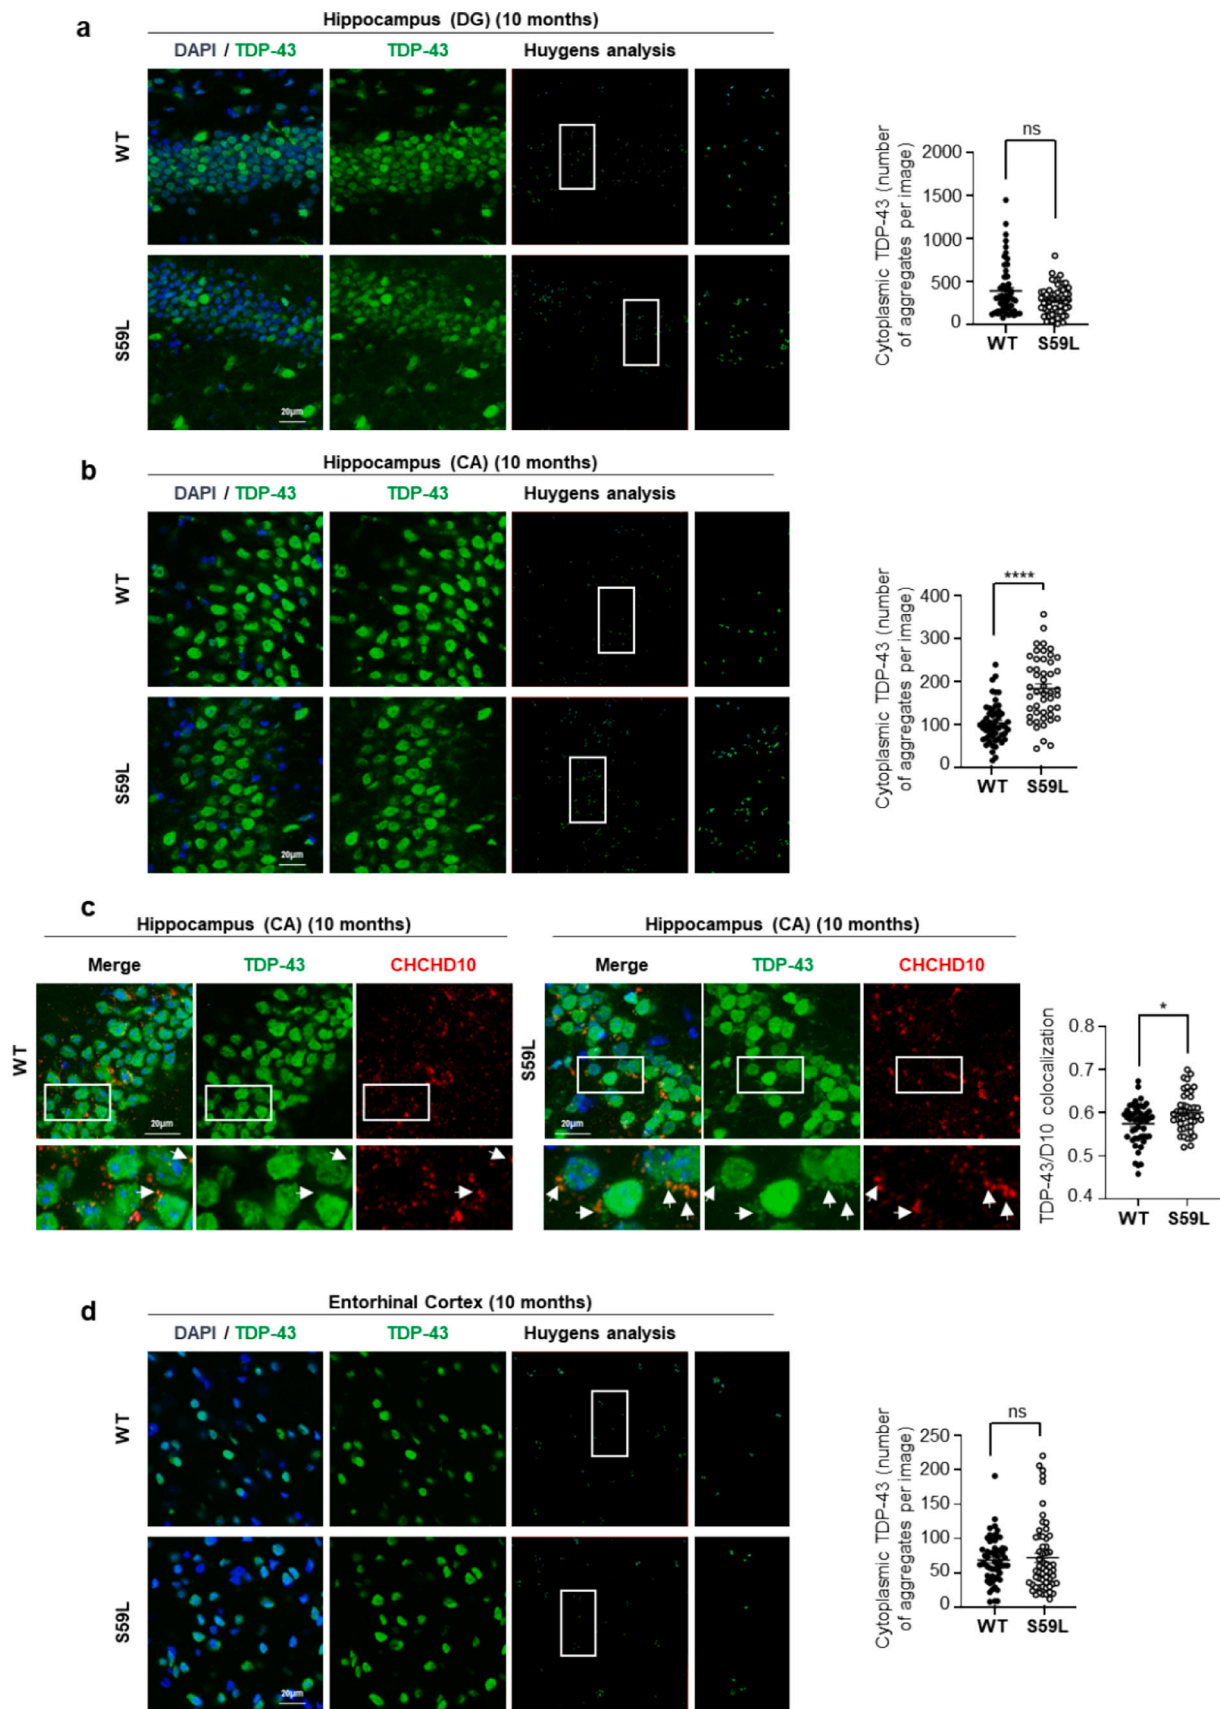 a
Hippocampus (DG) (10 months)
DAPI / TDP-43
TDP-43
Huygens analysis
WT
S59L
20µm
Cytoplasmic TDP-43 (number
of aggregates per image)
ns
2000
1500
1000
500
0
WT
S59L
b
Hippocampus (CA) (10 months)
DAPI / TDP-43
TDP-43
Huygens analysis
WT
S59L
20µm
Cytoplasmic TDP-43 (number
of aggregates per image)
****
400
300
200
100
0
WT
S59L
c
Hippocampus (CA) (10 months)
Merge
TDP-43
CHCHD10
WT
20µm
Hippocampus (CA) (10 months)
Merge
TDP-43
CHCHD10
S59L
20µm
TDP-43/D10 colocalization
*
0.8
0.7
0.6
0.5
0.4
WT
S59L
d
Entorhinal Cortex (10 months)
DAPI / TDP-43
TDP-43
Huygens analysis
WT
S59L
20µm
Cytoplasmic TDP-43 (number
of aggregates per image)
ns
250
200
150
100
50
0
WT
S59L